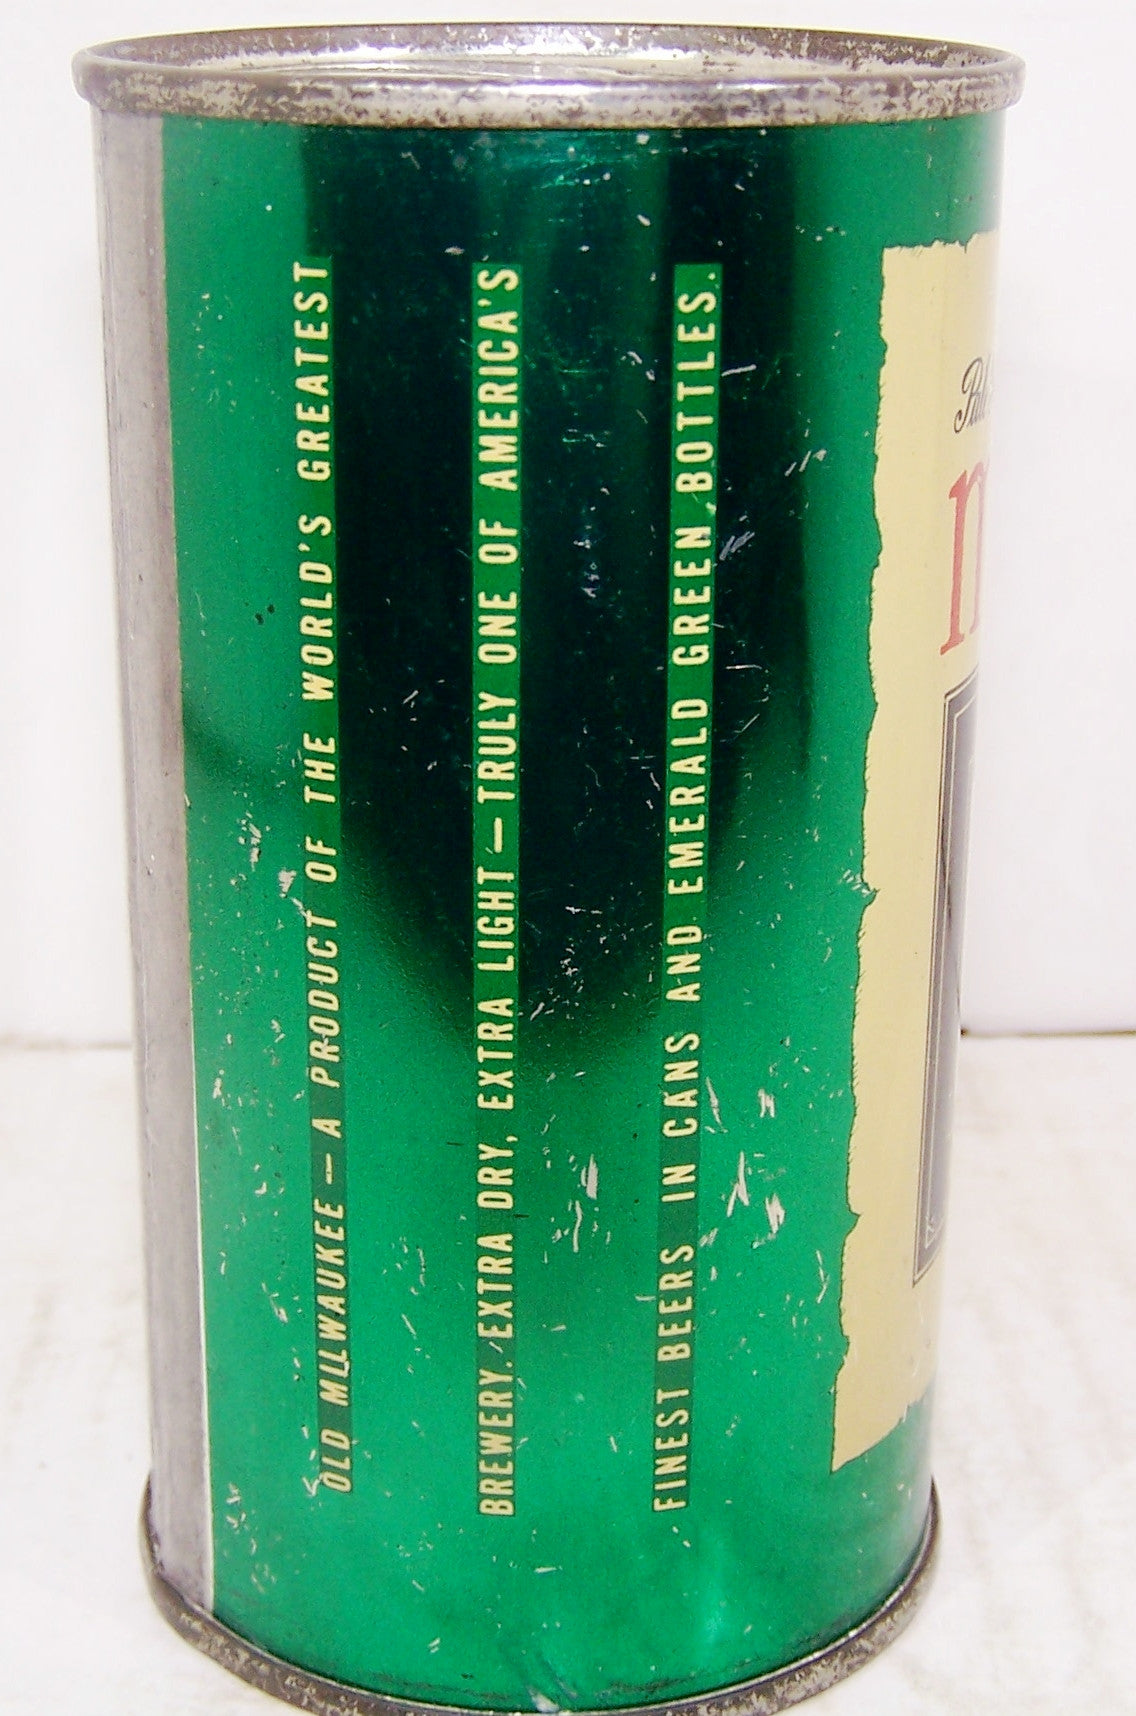 OLD MILWAUKEE – A PRODUCT OF THE WORLD'S GREATEST
BREWERY. EXTRA DRY, EXTRA LIGHT – TRULY ONE OF AMERICA'S
FINEST BEERS IN CANS AND EMERALD GREEN BOTTLES.